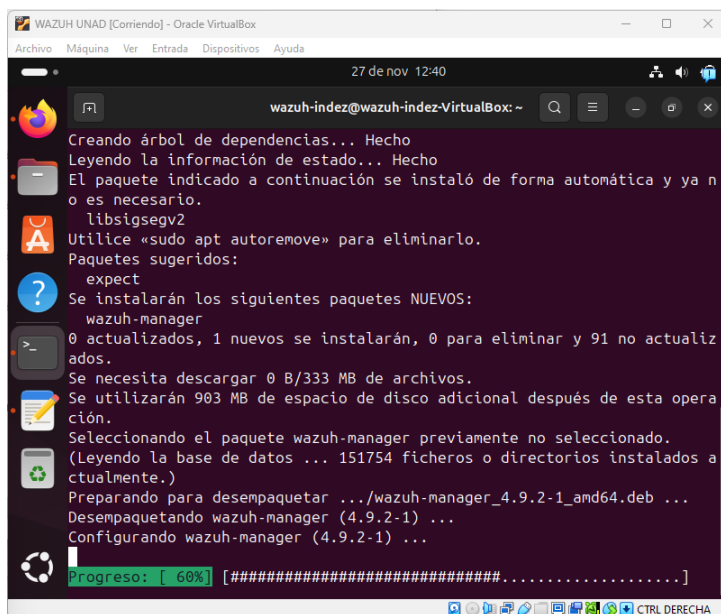 WAZUH UNAD [Corriendo] - Oracle VirtualBox
Archivo Máquina Ver Entrada Dispositivos Ayuda
27 de nov 12:40
wazuh-indez@wazuh-indez-VirtualBox: ~
Creando árbol de dependencias... Hecho
Leyendo la información de estado... Hecho
El paquete indicado a continuación se instaló de forma automática y ya n
o es necesario.
libsigsegv2
Utilice «sudo apt autoremove» para eliminarlo.
Paquetes sugeridos:
expect
Se instalarán los siguientes paquetes NUEVOS:
wazuh-manager
0 actualizados, 1 nuevos se instalarán, 0 para eliminar y 91 no actualiz
ados.
Se necesita descargar 0 B/333 MB de archivos.
Se utilizarán 903 MB de espacio de disco adicional después de esta opera
ción.
Seleccionando el paquete wazuh-manager previamente no seleccionado.
(Leyendo la base de datos ... 151754 ficheros o directorios instalados a
ctualmente.)
Preparando para desempaquetar .../wazuh-manager_4.9.2-1_amd64.deb ...
Desempaquetando wazuh-manager (4.9.2-1) ...
Configurando wazuh-manager (4.9.2-1) ...
Progreso: [ 60%] [##############################....................]
CTRL DERECHA